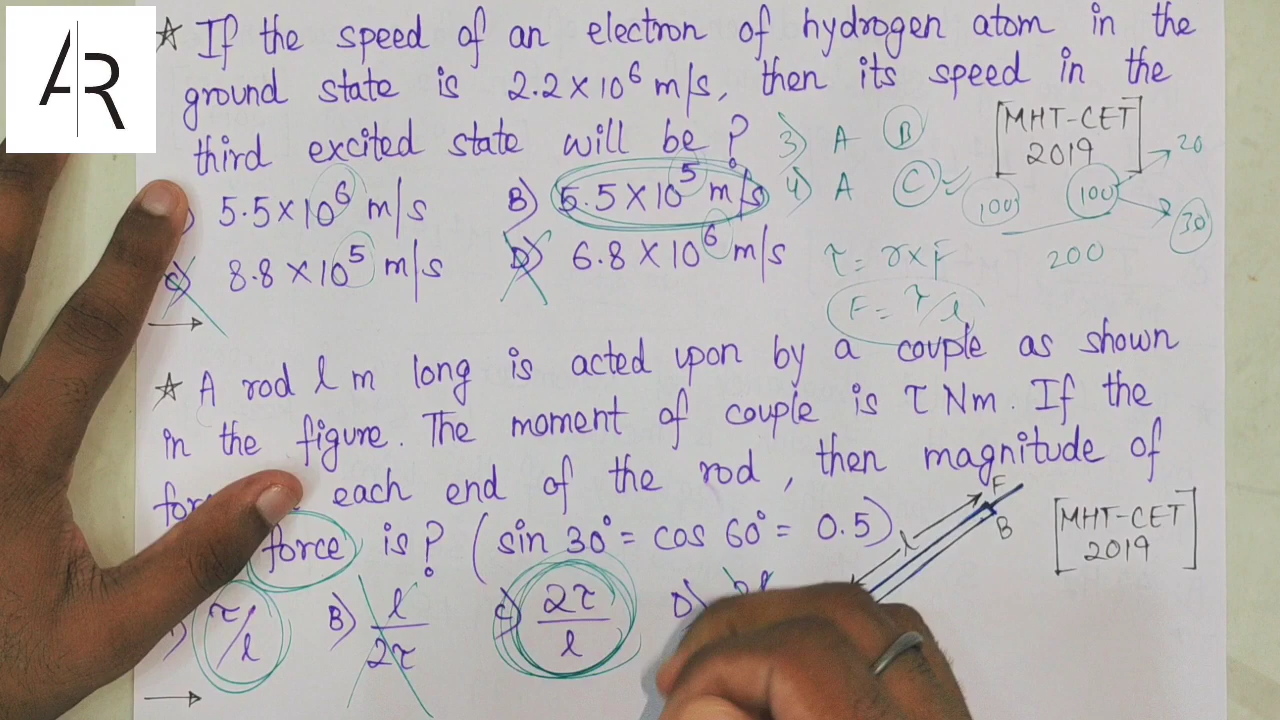 AR
☆ If the speed of an electron of hydrogen atom in the
ground state is 2.2×10⁶ m/s, then its speed in the
third excited state will be?
3) A B
[MHT-CET 2019]
4) A C
100 100 20
30
200
) 5.5×10⁶ m/s B) 5.5×10⁵ m/s
C) 8.8×10⁵ m/s D) 6.8×10⁶ m/s
τ = r×F
F = τ/l
→
☆ A rod l m long is acted upon by a couple as shown
in the figure. The moment of couple is τ Nm. If the
each end of the rod, then magnitude of
force is? (sin 30° = cos 60° = 0.5)
F
B
l
[MHT-CET 2019]
) τ/l B) l/2τ C) 2τ/l D)
→